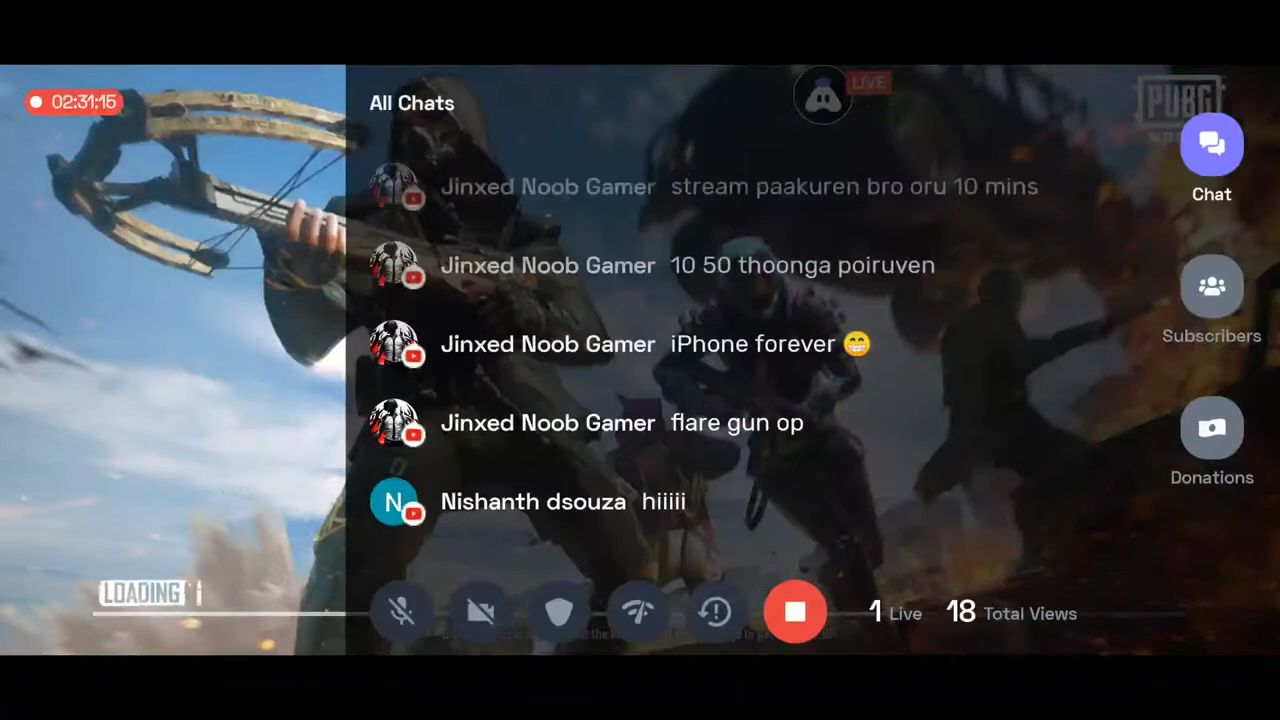 02:31:15
All Chats
LIVE
PUBG
Jinxed Noob Gamer stream paakuren bro oru 10 mins
Chat
Jinxed Noob Gamer 10 50 thoonga poiruven
Subscribers
Jinxed Noob Gamer iPhone forever 😁
Jinxed Noob Gamer flare gun op
Donations
N Nishanth dsouza hiiiii
LOADING
1 Live 18 Total Views